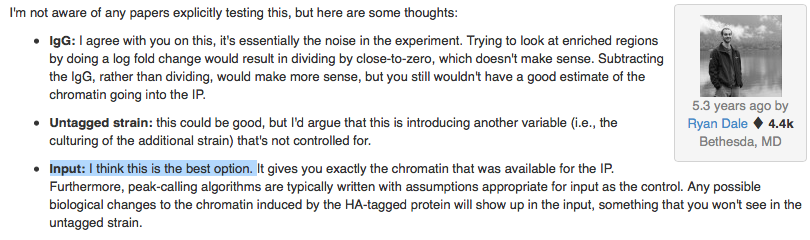 I'm not aware of any papers explicitly testing this, but here are some thoughts:
• IgG: I agree with you on this, it's essentially the noise in the experiment. Trying to look at enriched regions
by doing a log fold change would result in dividing by close-to-zero, which doesn't make sense. Subtracting
the IgG, rather than dividing, would make more sense, but you still wouldn't have a good estimate of the
chromatin going into the IP.
• Untagged strain: this could be good, but I'd argue that this is introducing another variable (i.e., the
culturing of the additional strain) that's not controlled for.
• Input: I think this is the best option. It gives you exactly the chromatin that was available for the IP.
Furthermore, peak-calling algorithms are typically written with assumptions appropriate for input as the control. Any possible
biological changes to the chromatin induced by the HA-tagged protein will show up in the input, something that you won't see in the
untagged strain.
5.3 years ago by
Ryan Dale ♦ 4.4k
Bethesda, MD